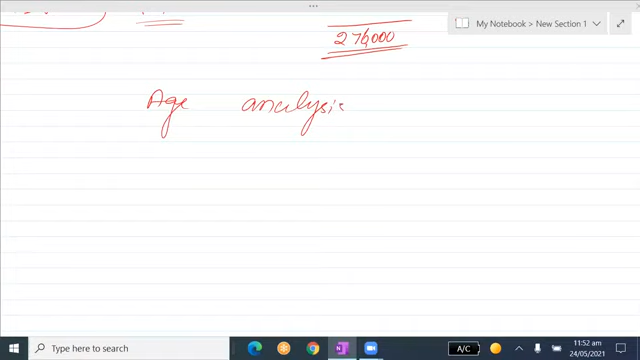 My Notebook > New Section 1
276,000
Age analysis
Type here to search
A/C
11:52 am
24/05/2021